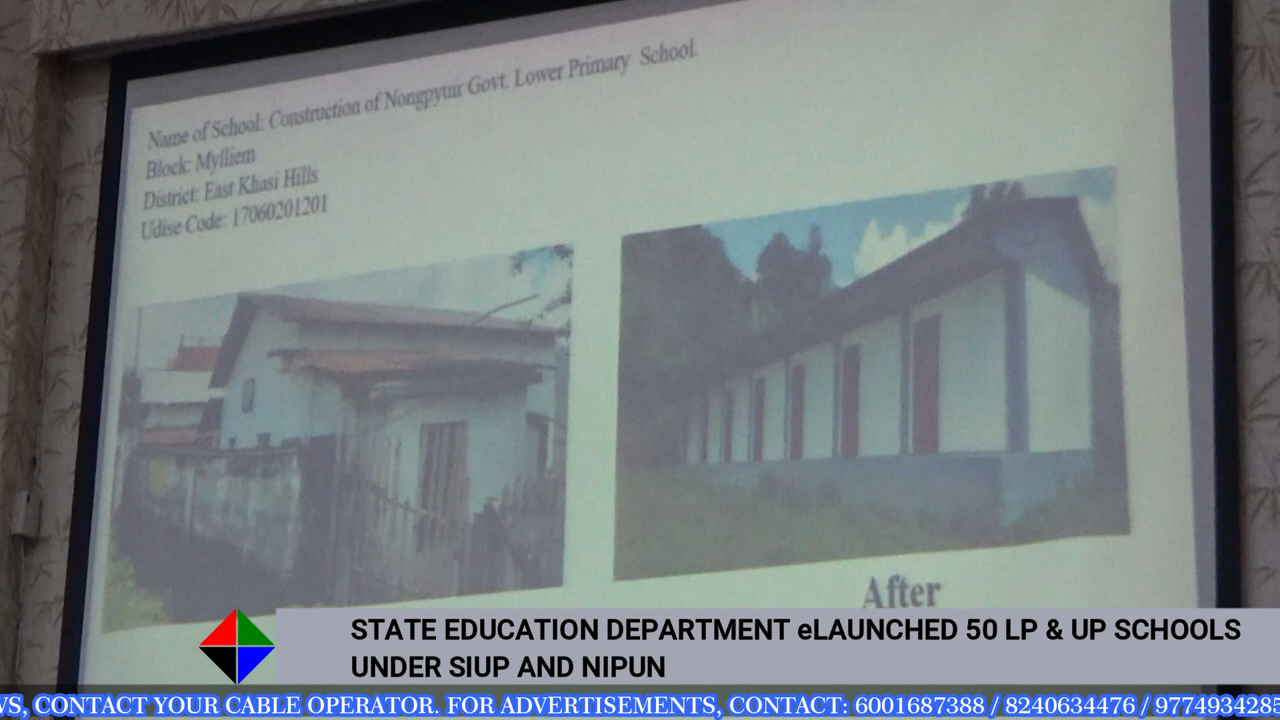 Name of School: Construction of Nongpyuir Govt. Lower Primary School.
Block: Mylliem
District: East Khasi Hills
Udise Code: 17060201201
After
STATE EDUCATION DEPARTMENT eLAUNCHED 50 LP & UP SCHOOLS
UNDER SIUP AND NIPUN
CONTACT YOUR CABLE OPERATOR. FOR ADVERTISEMENTS, CONTACT: 6001687388 / 8240634476 / 977493428